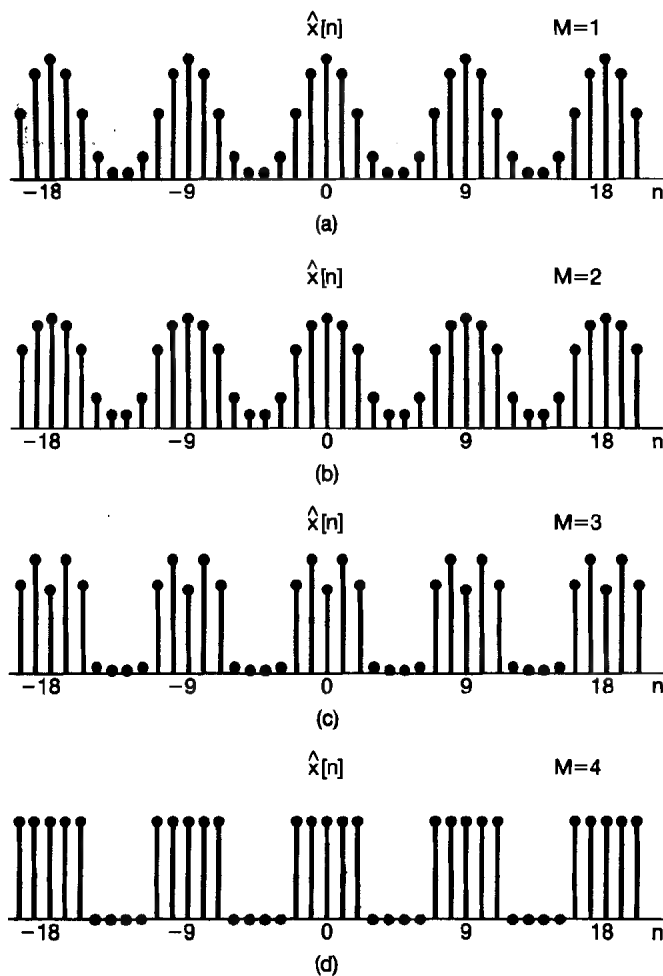 x̂[n] M=1
−18 −9 0 9 18 n
(a)
x̂[n] M=2
−18 −9 0 9 18 n
(b)
x̂[n] M=3
−18 −9 0 9 18 n
(c)
x̂[n] M=4
−18 −9 0 9 18 n
(d)